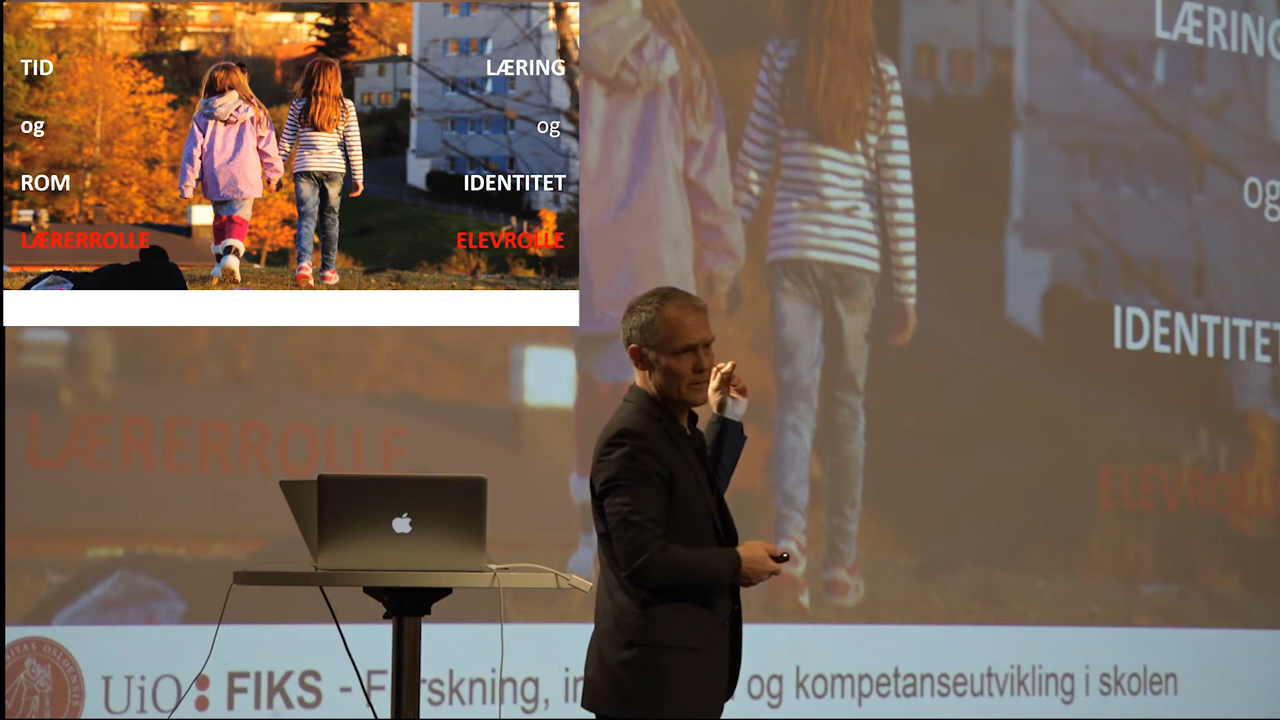 TID
og
ROM
LÆRERROLLE
LÆRING
og
IDENTITET
ELEVROLLE
LÆRING
og
IDENTITET
LÆRERROLLE
ELEVROLLE
UiO: FIKS - og kompetanseutvikling i skolen